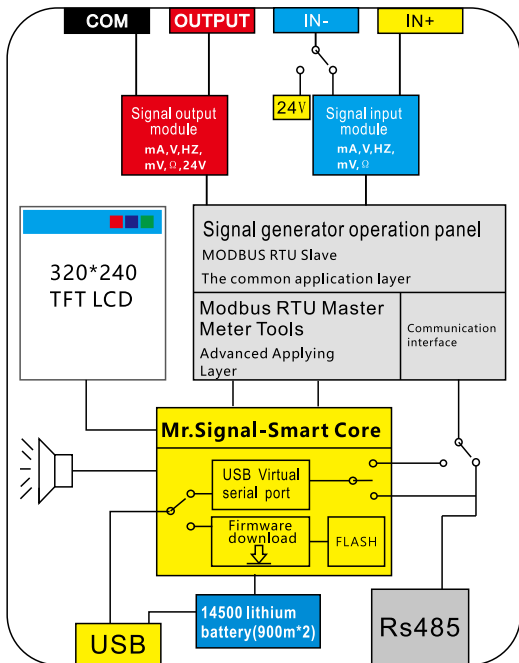 COM
OUTPUT
IN-
IN+
24V
Signal output
module
mA,V,HZ,
mV,Ω,24V
Signal input
module
mA,V,HZ,
mV,Ω
320*240
TFT LCD
Signal generator operation panel
MODBUS RTU Slave
The common application layer
Modbus RTU Master
Meter Tools
Advanced Applying
Layer
Communication
interface
Mr.Signal-Smart Core
USB Virtual
serial port
Firmware
download
FLASH
14500 lithium
battery(900m*2)
USB
Rs485